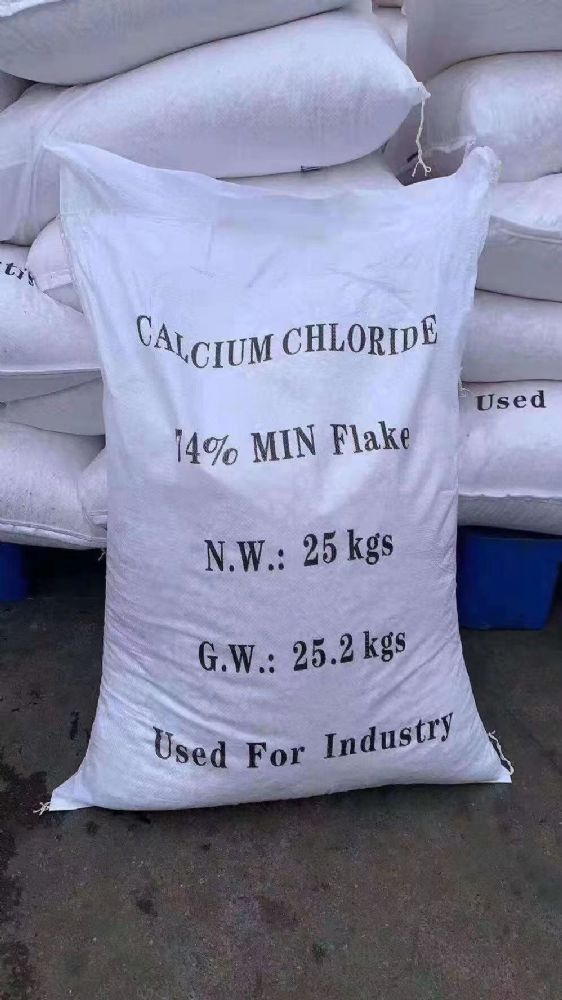 CALCIUM CHLORIDE
74% MIN Flake
N.W.: 25 kgs
G.W.: 25.2 kgs
Used For Industry
Used